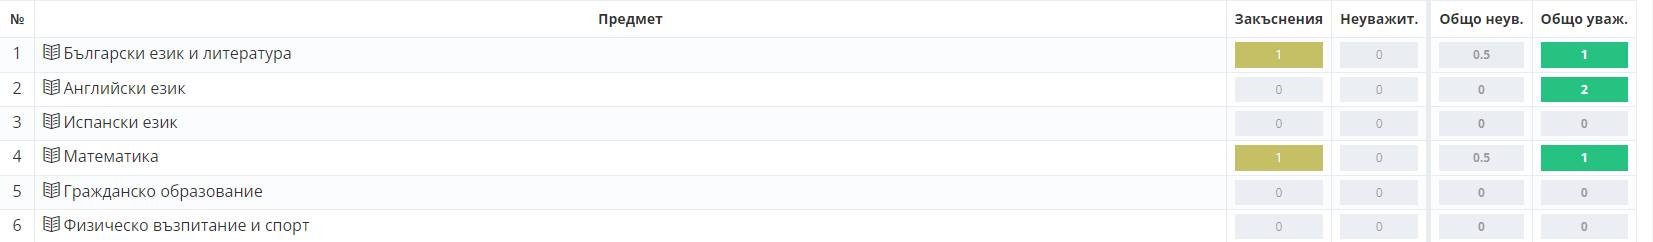 № Предмет Закъснения Неуважит. Общо неув. Общо уваж.
1 Български език и литература 1 0 0.5 1
2 Английски език 0 0 0 2
3 Испански език 0 0 0 0
4 Математика 1 0 0.5 1
5 Гражданско образование 0 0 0 0
6 Физическо възпитание и спорт 0 0 0 0